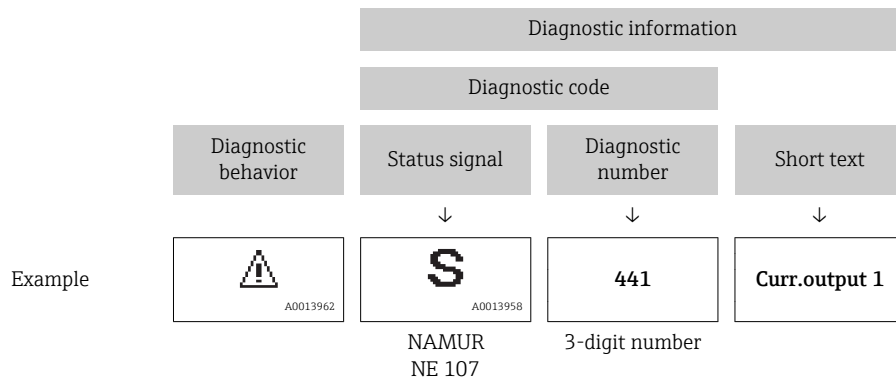 Diagnostic information
Diagnostic code
Diagnostic
behavior
Status signal
Diagnostic
number
Short text
↓ ↓ ↓
Example
S
441
Curr.output 1
A0013962
A0013958
NAMUR
NE 107
3-digit number